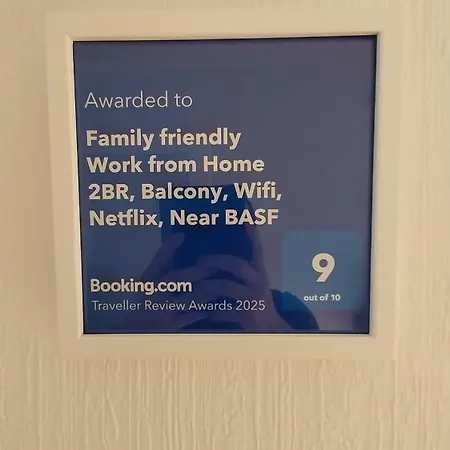 Awarded to
Family friendly
Work from Home
2BR, Balcony, Wifi,
Netflix, Near BASF
9
out of 10
Booking.com
Traveller Review Awards 2025